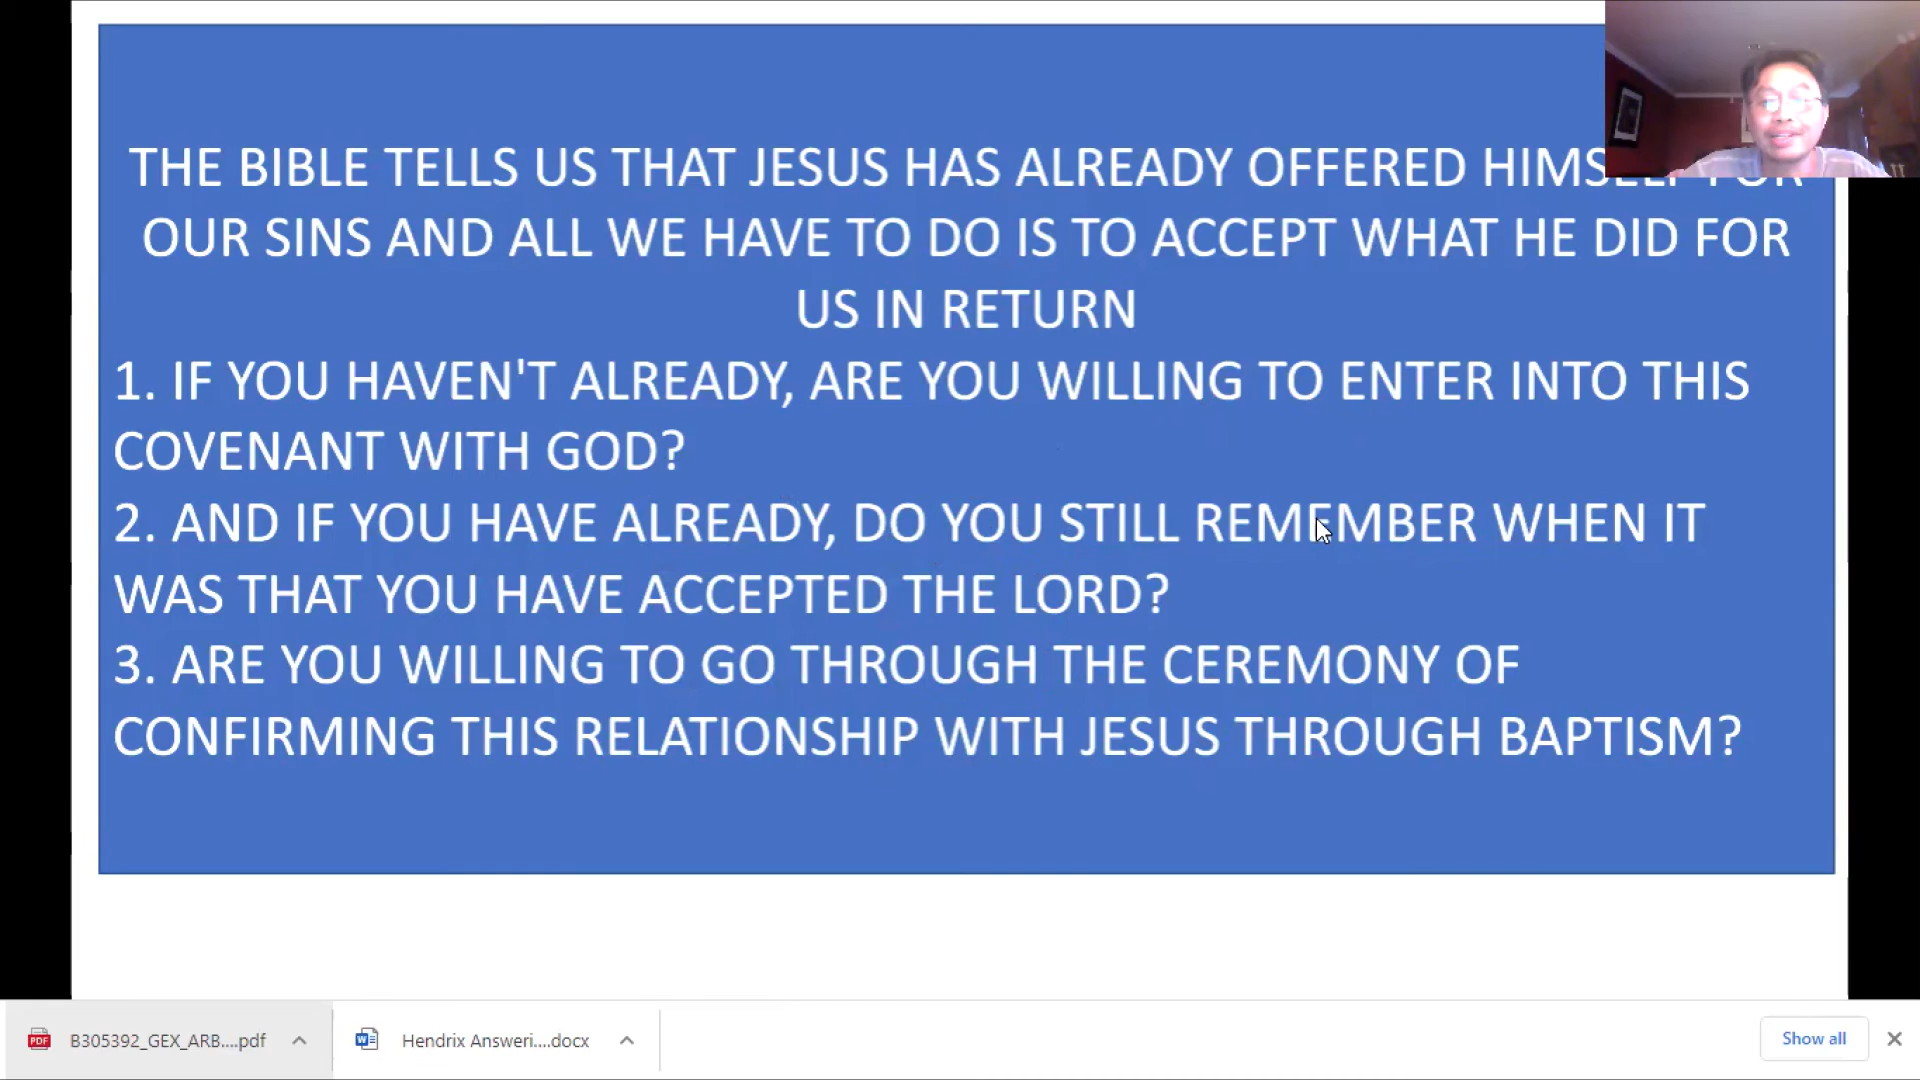 THE BIBLE TELLS US THAT JESUS HAS ALREADY OFFERED HIMSELF FOR
OUR SINS AND ALL WE HAVE TO DO IS TO ACCEPT WHAT HE DID FOR
US IN RETURN
1. IF YOU HAVEN'T ALREADY, ARE YOU WILLING TO ENTER INTO THIS
COVENANT WITH GOD?
2. AND IF YOU HAVE ALREADY, DO YOU STILL REMEMBER WHEN IT
WAS THAT YOU HAVE ACCEPTED THE LORD?
3. ARE YOU WILLING TO GO THROUGH THE CEREMONY OF
CONFIRMING THIS RELATIONSHIP WITH JESUS THROUGH BAPTISM?
PDF B305392_GEX_ARB....pdf
W Hendrix Answeri....docx
Show all